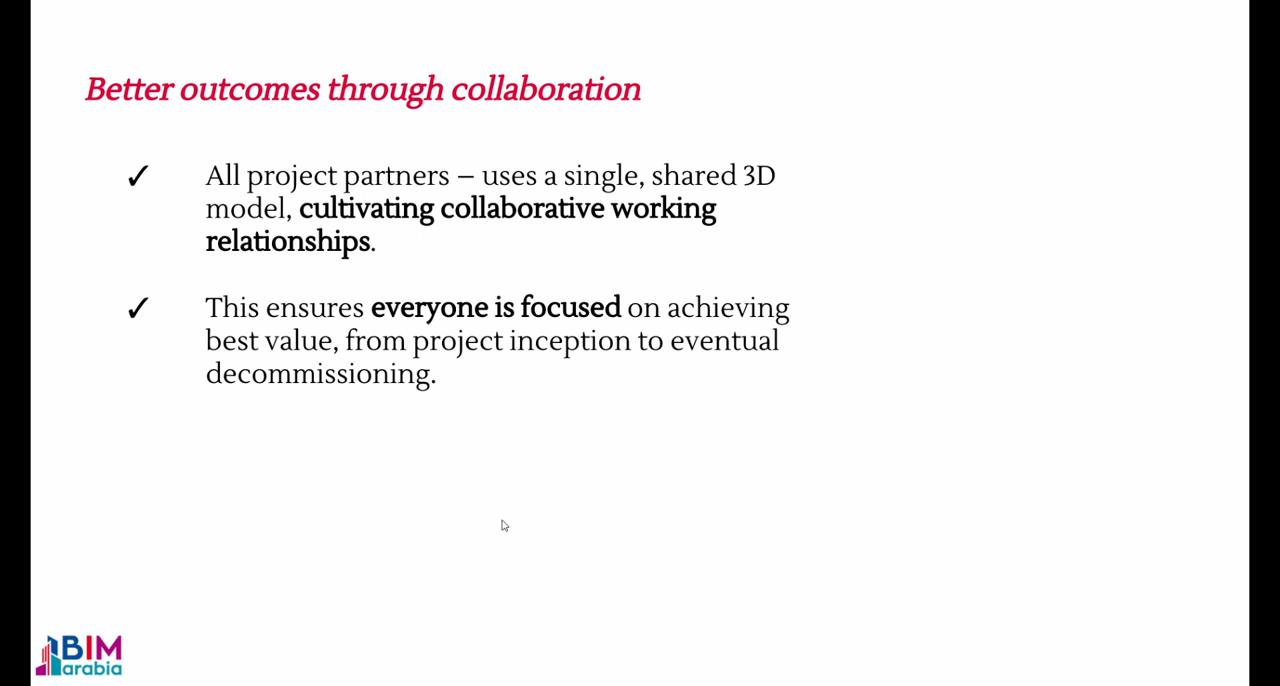 Better outcomes through collaboration
✓ All project partners – uses a single, shared 3D
model, cultivating collaborative working
relationships.
✓ This ensures everyone is focused on achieving
best value, from project inception to eventual
decommissioning.
BIM
arabia